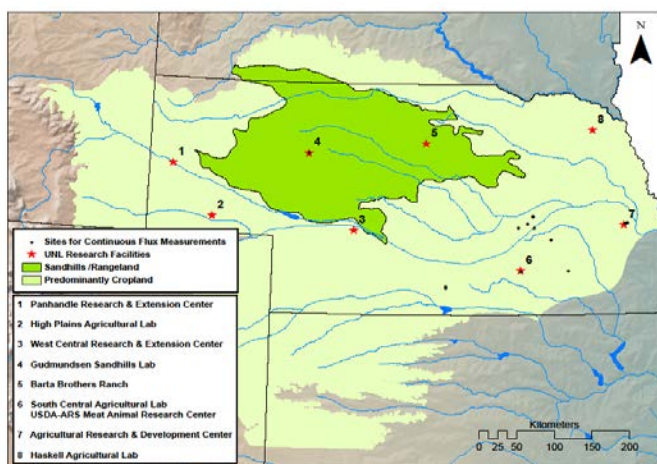 N
8
5
1
4
2
7
3
6
Sites for Continuous Flux Measurements
UNL Research Facilities
Sandhills /Rangeland
Predominantly Cropland
1 Panhandle Research & Extension Center
2 High Plains Agricultural Lab
3 West Central Research & Extension Center
4 Gudmundsen Sandhills Lab
5 Barta Brothers Ranch
6 South Central Agricultural Lab
USDA-ARS Meat Animal Research Center
7 Agricultural Research & Development Center
8 Haskell Agricultural Lab
Kilometers
0 25 50 100 150 200